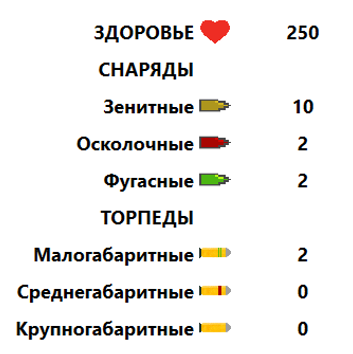 ЗДОРОВЬЕ 250
СНАРЯДЫ
Зенитные 10
Осколочные 2
Фугасные 2
ТОРПЕДЫ
Малогабаритные 2
Среднегабаритные 0
Крупногабаритные 0